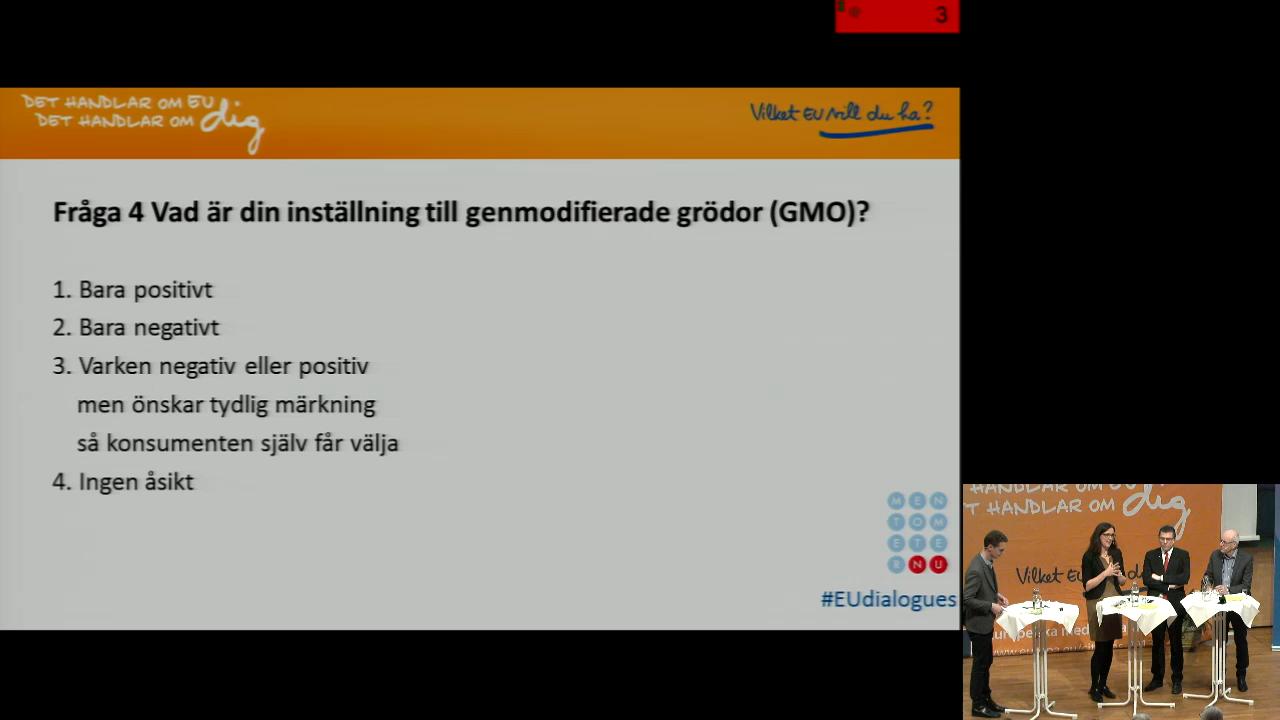 3
DET HANDLAR OM EU
DET HANDLAR OM dig
Vilket EU vill du ha?
Fråga 4 Vad är din inställning till genmodifierade grödor (GMO)?
1. Bara positivt
2. Bara negativt
3. Varken negativ eller positiv
men önskar tydlig märkning
så konsumenten själv får välja
4. Ingen åsikt
MEN
TOM
ETE
RNU
#EUdialogues
HANDLAR OM EU
T HANDLAR OM dig
Vilket EU